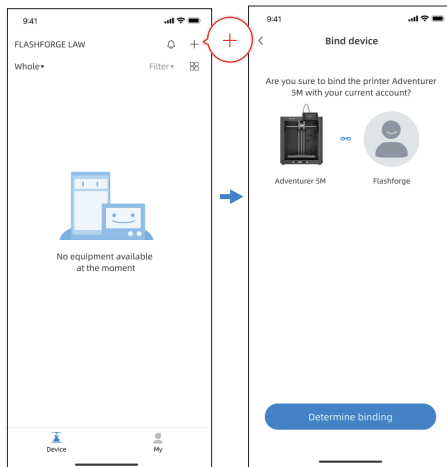 9:41
FLASHFORGE LAW
Whole
Filter
No equipment available
at the moment
Device
My
9:41
Bind device
Are you sure to bind the printer Adventurer
5M with your current account?
Adventurer 5M
Flashforge
Determine binding